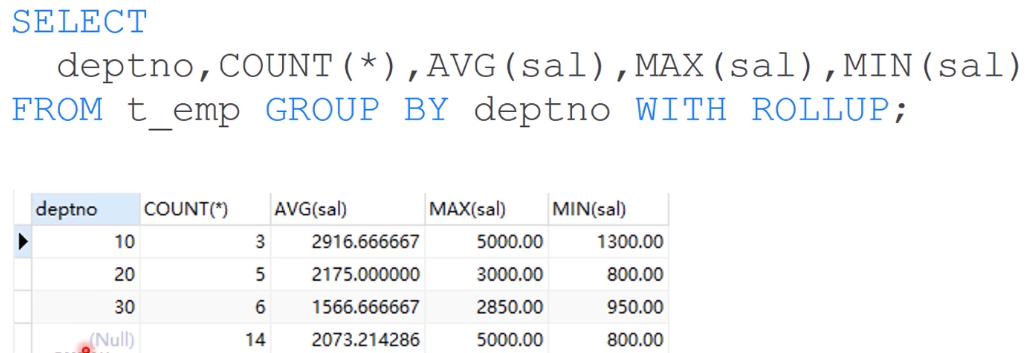 SELECT
deptno,COUNT(*),AVG(sal),MAX(sal),MIN(sal)
FROM t_emp GROUP BY deptno WITH ROLLUP;
deptno COUNT(*) AVG(sal) MAX(sal) MIN(sal)
10 3 2916.666667 5000.00 1300.00
20 5 2175.000000 3000.00 800.00
30 6 1566.666667 2850.00 950.00
(Null) 14 2073.214286 5000.00 800.00